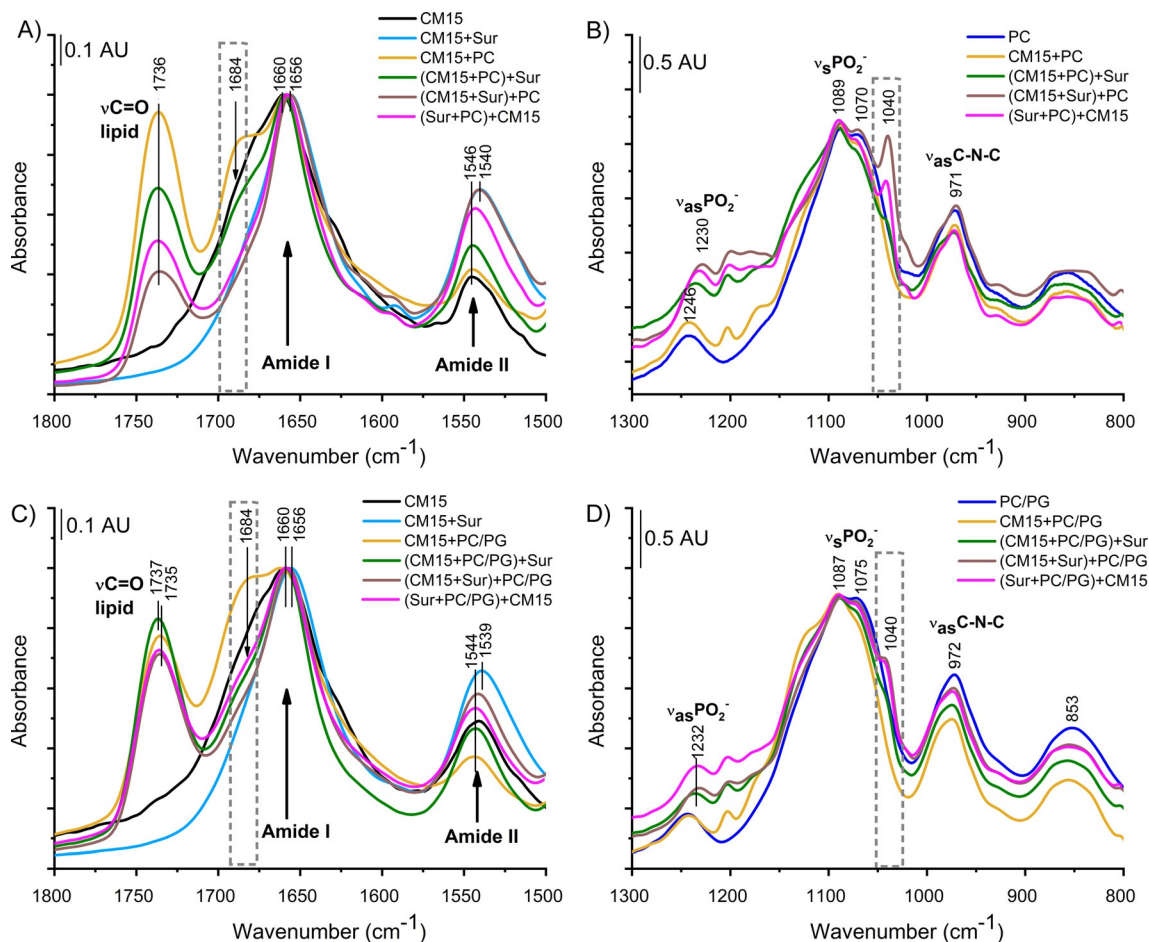 A)
0.1 AU
1736
νC=O
lipid
1684
1660
1656
CM15
CM15+Sur
CM15+PC
(CM15+PC)+Sur
(CM15+Sur)+PC
(Sur+PC)+CM15
1546
1540
Amide I
Amide II
Absorbance
1800 1750 1700 1650 1600 1550 1500
Wavenumber (cm⁻¹)
B)
0.5 AU
νsPO₂⁻
1089
1070
1040
PC
CM15+PC
(CM15+PC)+Sur
(CM15+Sur)+PC
(Sur+PC)+CM15
νasC-N-C
971
νasPO₂⁻
1230
1246
Absorbance
1300 1200 1100 1000 900 800
Wavenumber (cm⁻¹)
C)
0.1 AU
νC=O
lipid
1737
1735
1684
1660
1656
CM15
CM15+Sur
CM15+PC/PG
(CM15+PC/PG)+Sur
(CM15+Sur)+PC/PG
(Sur+PC/PG)+CM15
1544
1539
Amide I
Amide II
Absorbance
1800 1750 1700 1650 1600 1550 1500
Wavenumber (cm⁻¹)
D)
0.5 AU
νsPO₂⁻
1087
1075
1040
PC/PG
CM15+PC/PG
(CM15+PC/PG)+Sur
(CM15+Sur)+PC/PG
(Sur+PC/PG)+CM15
νasC-N-C
972
853
νasPO₂⁻
1232
Absorbance
1300 1200 1100 1000 900 800
Wavenumber (cm⁻¹)